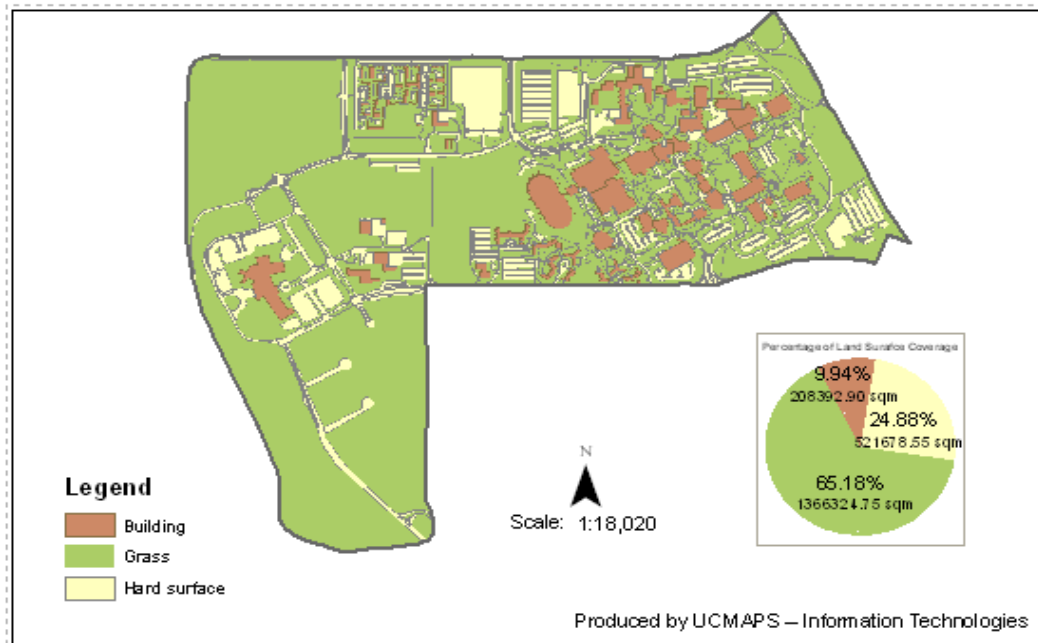 Percentage of Land Surafce Coverage
9.94%
208392.90 sqm
24.88%
521678.55 sqm
65.18%
1366324.75 sqm
N
Scale: 1:18,020
Legend
Building
Grass
Hard surface
Produced by UCMAPS – Information Technologies